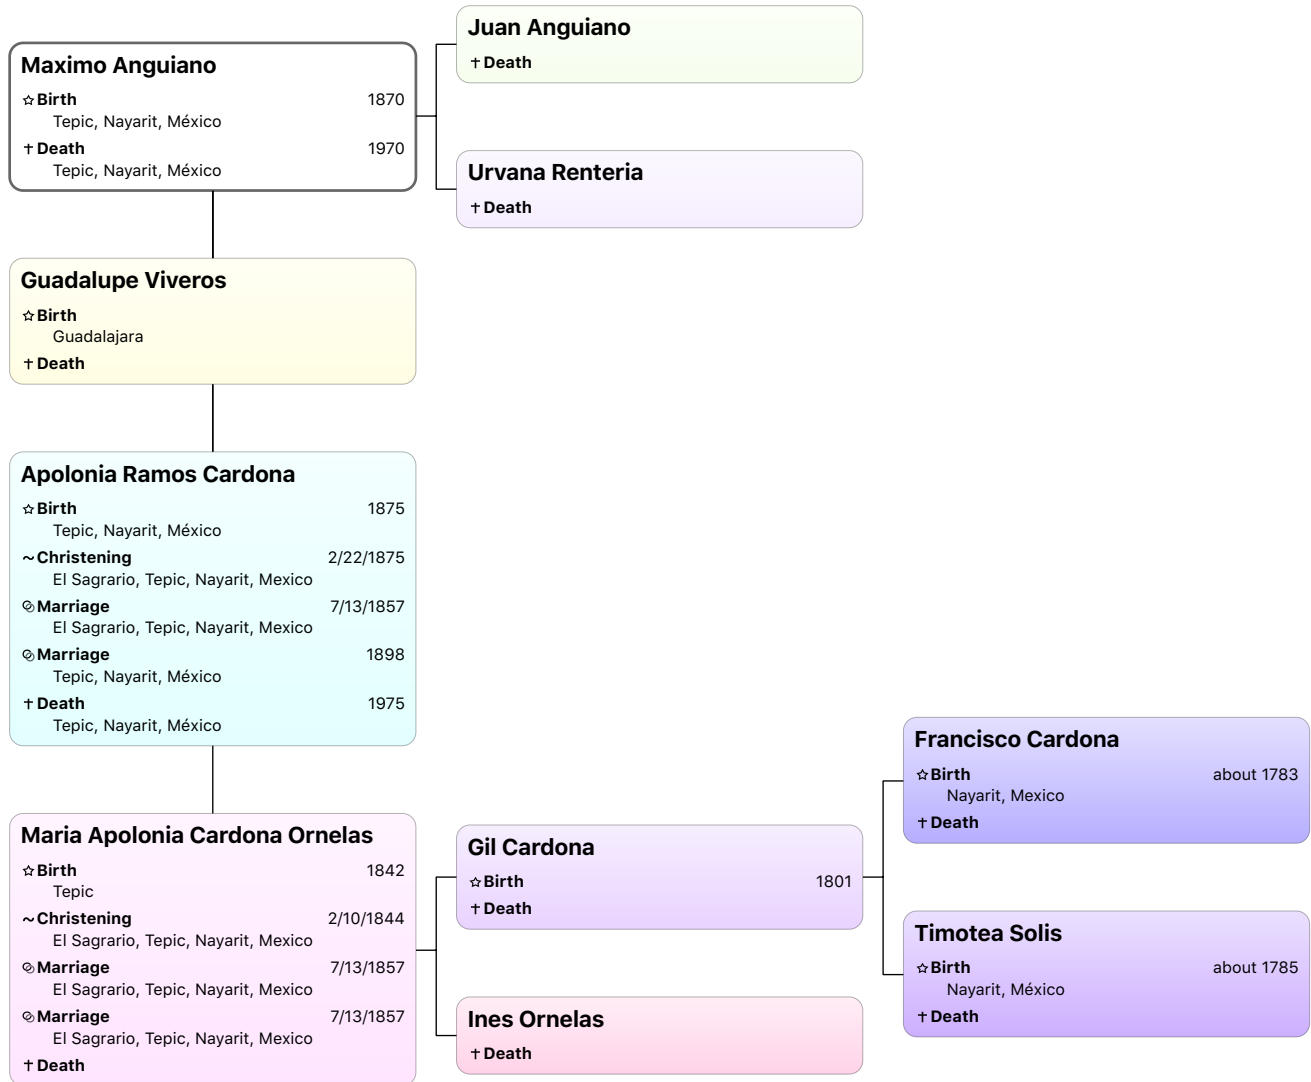 Maximo Anguiano
☆ Birth 1870
Tepic, Nayarit, México
† Death 1970
Tepic, Nayarit, México
Juan Anguiano
† Death
Urvana Renteria
† Death
Guadalupe Viveros
☆ Birth
Guadalajara
† Death
Apolonia Ramos Cardona
☆ Birth 1875
Tepic, Nayarit, México
~ Christening 2/22/1875
El Sagrario, Tepic, Nayarit, Mexico
⚭ Marriage 7/13/1857
El Sagrario, Tepic, Nayarit, Mexico
⚭ Marriage 1898
Tepic, Nayarit, México
† Death 1975
Tepic, Nayarit, México
Maria Apolonia Cardona Ornelas
☆ Birth 1842
Tepic
~ Christening 2/10/1844
El Sagrario, Tepic, Nayarit, Mexico
⚭ Marriage 7/13/1857
El Sagrario, Tepic, Nayarit, Mexico
⚭ Marriage 7/13/1857
El Sagrario, Tepic, Nayarit, Mexico
† Death
Gil Cardona
☆ Birth 1801
† Death
Ines Ornelas
† Death
Francisco Cardona
☆ Birth about 1783
Nayarit, Mexico
† Death
Timotea Solis
☆ Birth about 1785
Nayarit, México
† Death